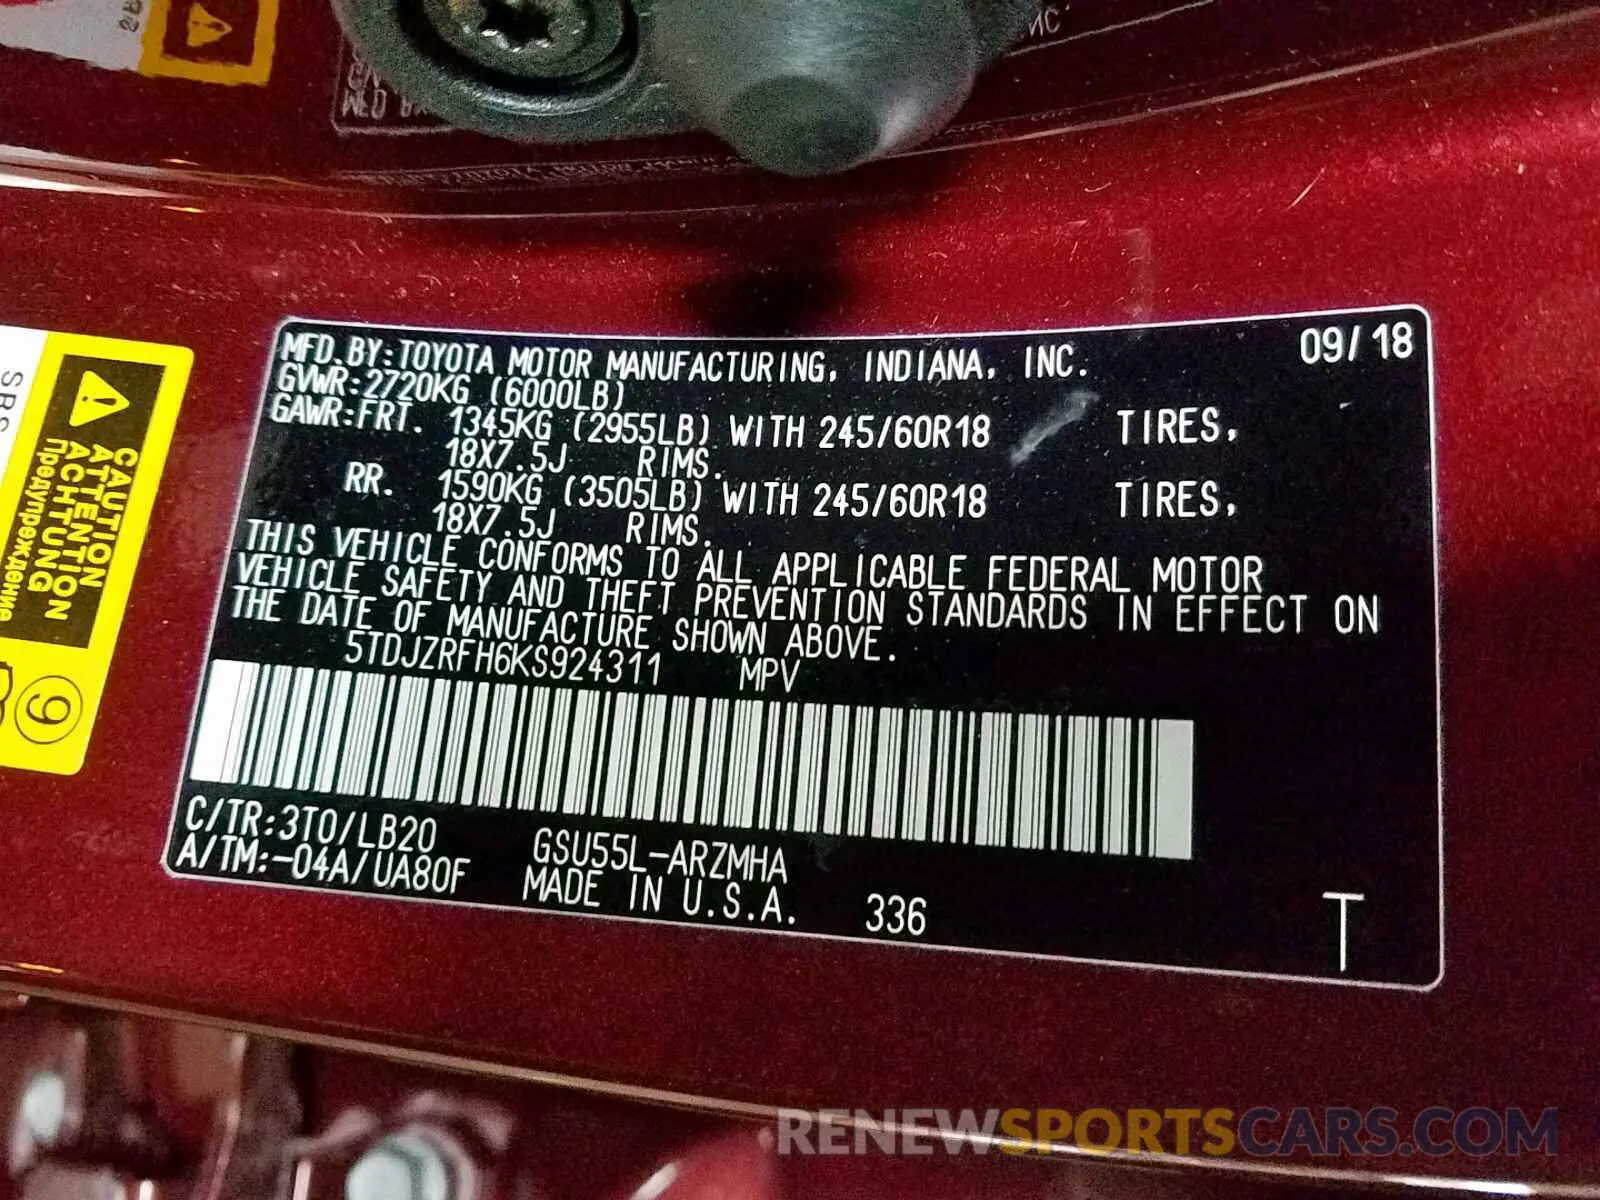 MFD.BY:TOYOTA MOTOR MANUFACTURING, INDIANA, INC. 09/18
GVWR:2720KG (6000LB)
GAWR:FRT. 1345KG (2955LB) WITH 245/60R18 TIRES,
18X7.5J RIMS.
RR. 1590KG (3505LB) WITH 245/60R18 TIRES,
18X7.5J RIMS.
THIS VEHICLE CONFORMS TO ALL APPLICABLE FEDERAL MOTOR
VEHICLE SAFETY AND THEFT PREVENTION STANDARDS IN EFFECT ON
THE DATE OF MANUFACTURE SHOWN ABOVE.
5TDJZRFH6KS924311 MPV
C/TR:3T0/LB20 GSU55L-ARZMHA
A/TM:-04A/UA80F MADE IN U.S.A. 336
T
SRS
CAUTION
ATTENTION
ACHTUNG
Предупреждение
9
RENEWSPORTSCARS.COM